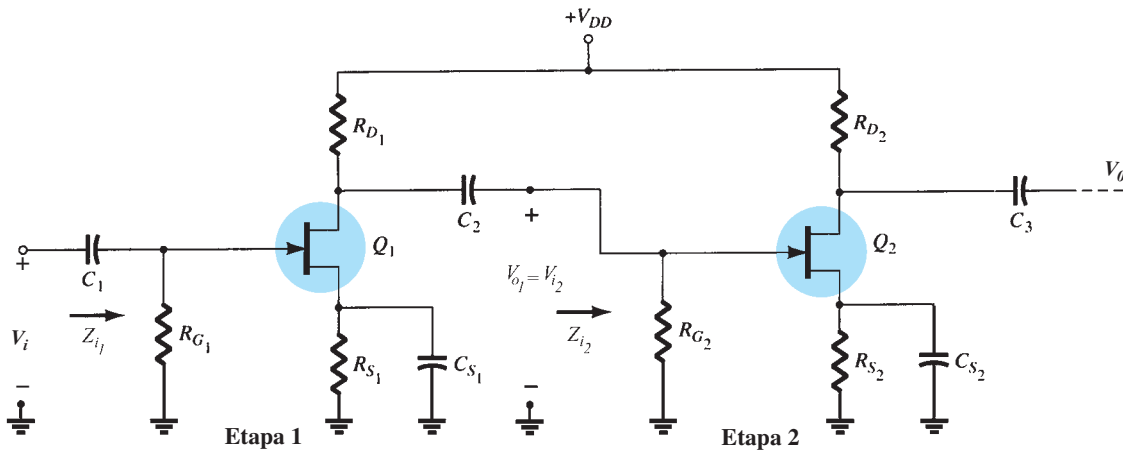 +V_DD
R_D1
R_D2
V_0
C_2
C_3
+
Q_1
Q_2
+
C_1
V_o1 = V_i2
V_i
Z_i1
R_G1
Z_i2
R_G2
R_S1
C_S1
R_S2
C_S2
−
−
Etapa 1
Etapa 2